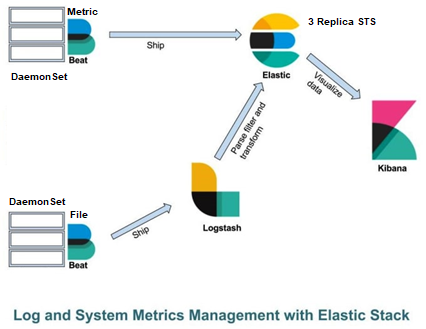 Metric
Beat
DaemonSet
Ship
3 Replica STS
Elastic
Visualize
data
Kibana
Parse filter and
transform
DaemonSet
File
Beat
Ship
Logstash
Log and System Metrics Management with Elastic Stack